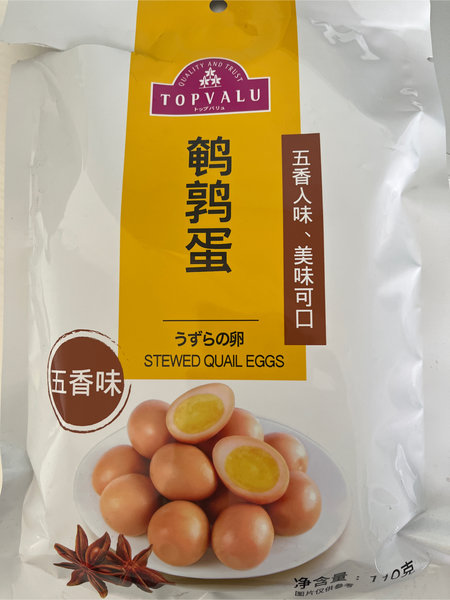 QUALITY AND TRUST
TOPVALU
トップバリュ
鹌鹑蛋
五香入味、美味可口
うずらの卵
STEWED QUAIL EGGS
五香味
净含量：110克
图片仅供参考